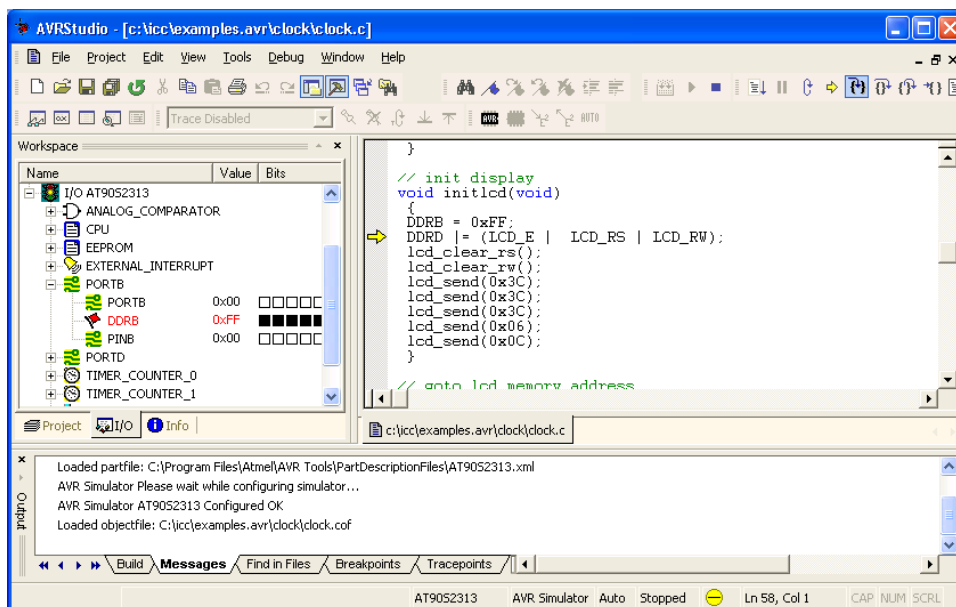 AVRStudio - [c:\icc\examples.avr\clock\clock.c]
File Project Edit View Tools Debug Window Help
Trace Disabled
AVR
AUTO
Workspace
Name Value Bits
I/O AT90S2313
ANALOG_COMPARATOR
CPU
EEPROM
EXTERNAL_INTERRUPT
PORTB
PORTB 0x00
DDRB 0xFF
PINB 0x00
PORTD
TIMER_COUNTER_0
TIMER_COUNTER_1
Project I/O Info
}
// init display
void initlcd(void)
{
DDRB = 0xFF;
DDRD |= (LCD_E | LCD_RS | LCD_RW);
lcd_clear_rs();
lcd_clear_rw();
lcd_send(0x3C);
lcd_send(0x3C);
lcd_send(0x3C);
lcd_send(0x06);
lcd_send(0x0C);
}
// goto lcd memory address
c:\icc\examples.avr\clock\clock.c
Output
Loaded partfile: C:\Program Files\Atmel\AVR Tools\PartDescriptionFiles\AT90S2313.xml
AVR Simulator Please wait while configuring simulator...
AVR Simulator AT90S2313 Configured OK
Loaded objectfile: C:\icc\examples.avr\clock\clock.cof
Build Messages Find in Files Breakpoints Tracepoints
AT90S2313 AVR Simulator Auto Stopped Ln 58, Col 1 CAP NUM SCRL